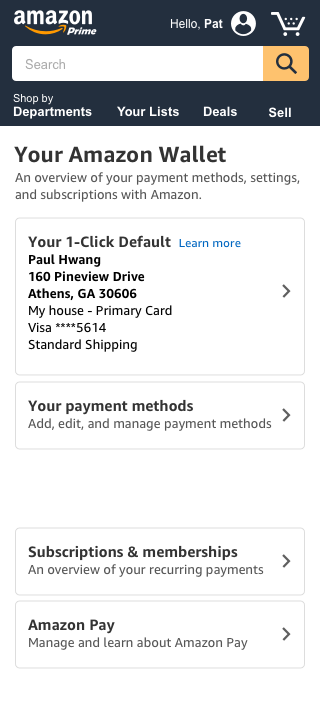 amazon
Prime
Hello, Pat
Search
Shop by
Departments
Your Lists
Deals
Sell
Your Amazon Wallet
An overview of your payment methods, settings,
and subscriptions with Amazon.
Your 1-Click Default Learn more
Paul Hwang
160 Pineview Drive
Athens, GA 30606
My house - Primary Card
Visa ****5614
Standard Shipping
Your payment methods
Add, edit, and manage payment methods
Subscriptions & memberships
An overview of your recurring payments
Amazon Pay
Manage and learn about Amazon Pay